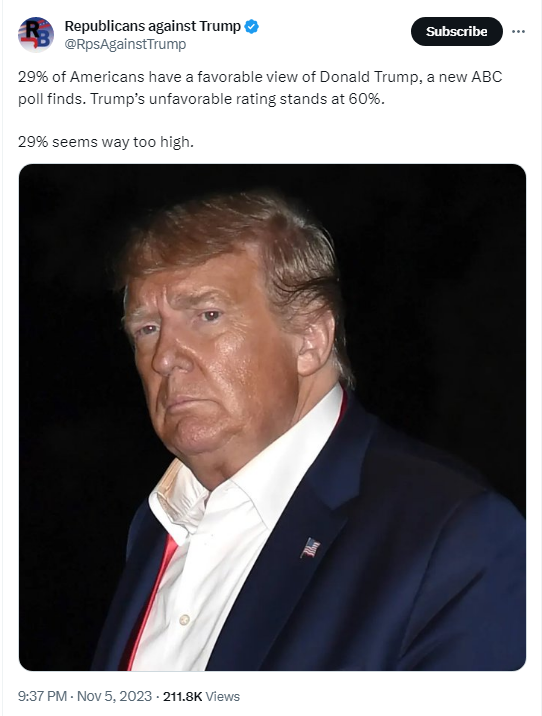 Republicans against Trump
@RpsAgainstTrump
Subscribe
29% of Americans have a favorable view of Donald Trump, a new ABC
poll finds. Trump’s unfavorable rating stands at 60%.
29% seems way too high.
9:37 PM · Nov 5, 2023 · 211.8K Views